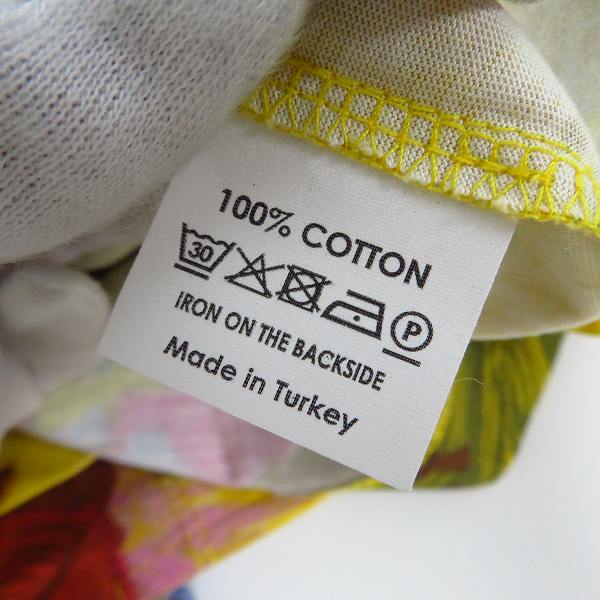 100% COTTON
30 P
IRON ON THE BACKSIDE
Made in Turkey